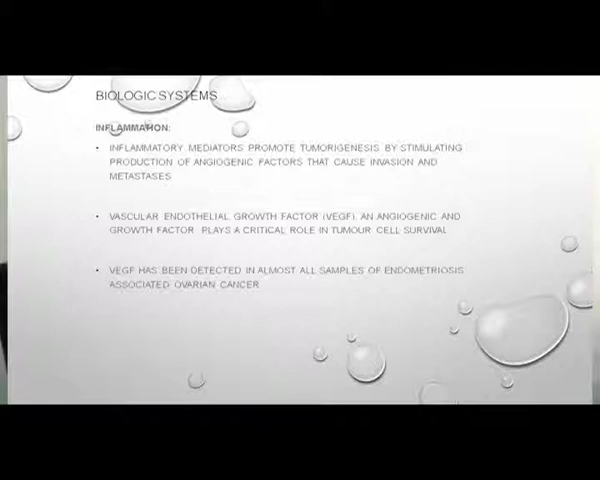 BIOLOGIC SYSTEMS
INFLAMMATION:
• INFLAMMATORY MEDIATORS PROMOTE TUMORIGENESIS BY STIMULATING
PRODUCTION OF ANGIOGENIC FACTORS THAT CAUSE INVASION AND
METASTASES
• VASCULAR ENDOTHELIAL GROWTH FACTOR (VEGF), AN ANGIOGENIC AND
GROWTH FACTOR PLAYS A CRITICAL ROLE IN TUMOUR CELL SURVIVAL
• VEGF HAS BEEN DETECTED IN ALMOST ALL SAMPLES OF ENDOMETRIOSIS
ASSOCIATED OVARIAN CANCER